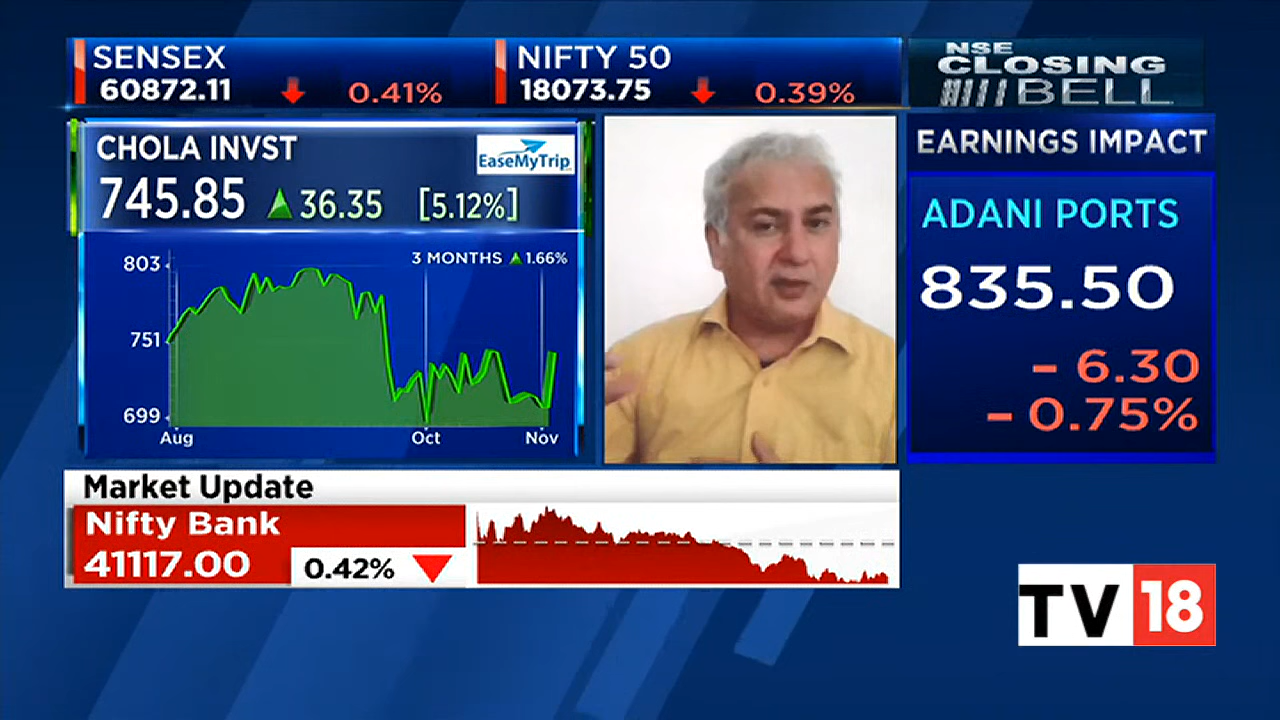 SENSEX
60872.11 0.41%
NIFTY 50
18073.75 0.39%
NSE
CLOSING
BELL
CHOLA INVST
745.85 36.35 [5.12%]
EaseMyTrip
3 MONTHS 1.66%
803
751
699
Aug Oct Nov
EARNINGS IMPACT
ADANI PORTS
835.50
- 6.30
- 0.75%
Market Update
Nifty Bank
41117.00 0.42%
TV 18